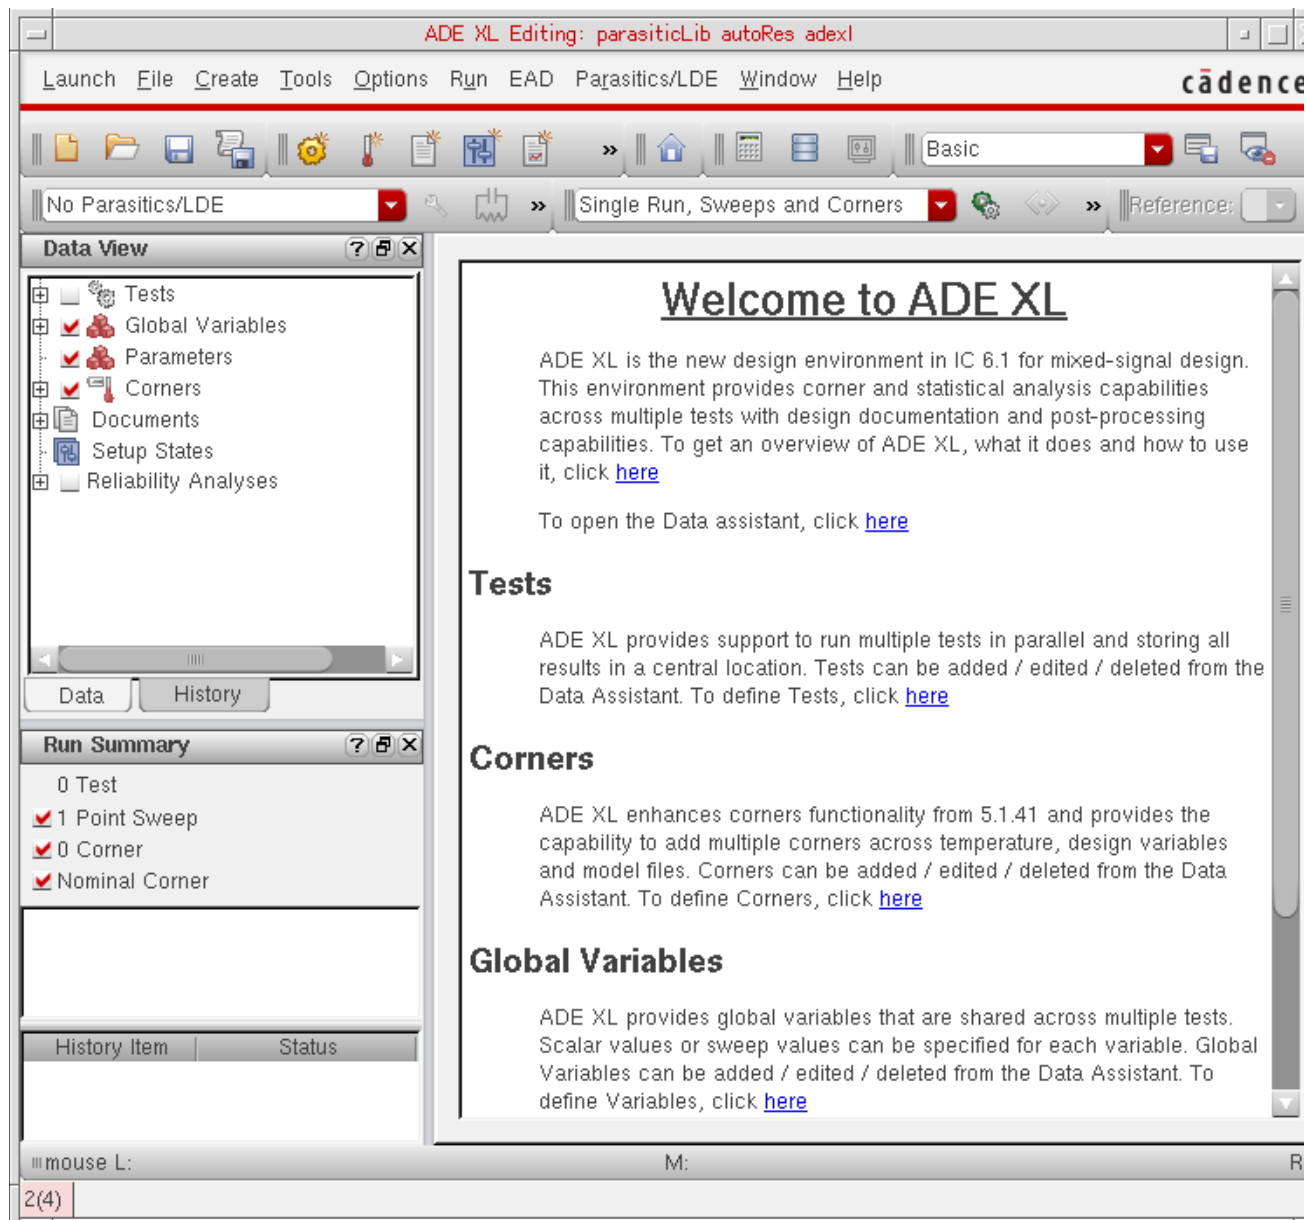 ADE XL Editing: parasiticLib autoRes adexl
Launch File Create Tools Options Run EAD Parasitics/LDE Window Help
cādence
Basic
No Parasitics/LDE
Single Run, Sweeps and Corners
Reference:
Data View
Tests
Global Variables
Parameters
Corners
Documents
Setup States
Reliability Analyses
Data
History
Run Summary
0 Test
1 Point Sweep
0 Corner
Nominal Corner
History Item
Status
Welcome to ADE XL
ADE XL is the new design environment in IC 6.1 for mixed-signal design.
This environment provides corner and statistical analysis capabilities
across multiple tests with design documentation and post-processing
capabilities. To get an overview of ADE XL, what it does and how to use
it, click here
To open the Data assistant, click here
Tests
ADE XL provides support to run multiple tests in parallel and storing all
results in a central location. Tests can be added / edited / deleted from the
Data Assistant. To define Tests, click here
Corners
ADE XL enhances corners functionality from 5.1.41 and provides the
capability to add multiple corners across temperature, design variables
and model files. Corners can be added / edited / deleted from the Data
Assistant. To define Corners, click here
Global Variables
ADE XL provides global variables that are shared across multiple tests.
Scalar values or sweep values can be specified for each variable. Global
Variables can be added / edited / deleted from the Data Assistant. To
define Variables, click here
mouse L:
M:
R
2(4)